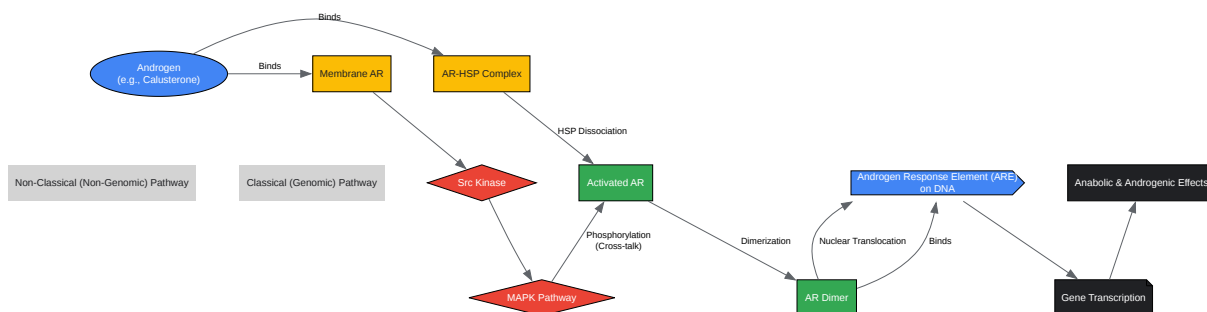 Binds
Androgen
(e.g., Calusterone)
Binds
Membrane AR
AR-HSP Complex
HSP Dissociation
Non-Classical (Non-Genomic) Pathway
Classical (Genomic) Pathway
Src Kinase
Activated AR
Androgen Response Element (ARE)
on DNA
Anabolic & Androgenic Effects
Phosphorylation
(Cross-talk)
Dimerization
Nuclear Translocation
Binds
MAPK Pathway
AR Dimer
Gene Transcription